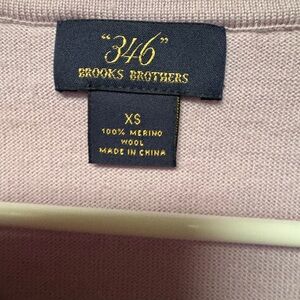 "346"
BROOKS BROTHERS
XS
100% MERINO
WOOL
MADE IN CHINA